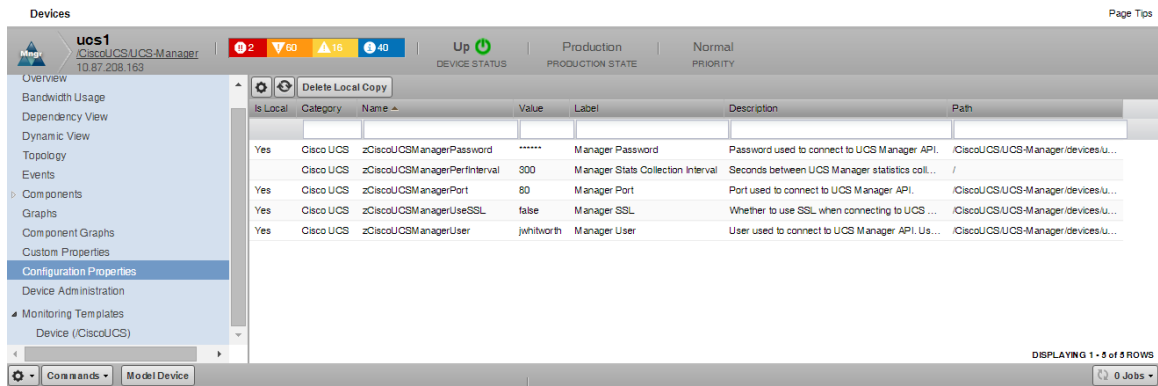 Devices
Page Tips
Mngr
ucs1
/CiscoUCS/UCS-Manager
10.87.208.163
2 60 16 40
Up
DEVICE STATUS
Production
PRODUCTION STATE
Normal
PRIORITY
Overview
Bandwidth Usage
Dependency View
Dynamic View
Topology
Events
Components
Graphs
Component Graphs
Custom Properties
Configuration Properties
Device Administration
Monitoring Templates
Device (/CiscoUCS)
Delete Local Copy
Is Local Category Name Value Label Description Path
Yes Cisco UCS zCiscoUCSManagerPassword ****** Manager Password Password used to connect to UCS Manager API. /CiscoUCS/UCS-Manager/devices/u...
Cisco UCS zCiscoUCSManagerPerfInterval 300 Manager Stats Collection Interval Seconds between UCS Manager statistics coll... /
Yes Cisco UCS zCiscoUCSManagerPort 80 Manager Port Port used to connect to UCS Manager API. /CiscoUCS/UCS-Manager/devices/u...
Yes Cisco UCS zCiscoUCSManagerUseSSL false Manager SSL Whether to use SSL when connecting to UCS ... /CiscoUCS/UCS-Manager/devices/u...
Yes Cisco UCS zCiscoUCSManagerUser jwhitworth Manager User User used to connect to UCS Manager API. Us... /CiscoUCS/UCS-Manager/devices/u...
DISPLAYING 1 - 5 of 5 ROWS
Commands
Model Device
0 Jobs